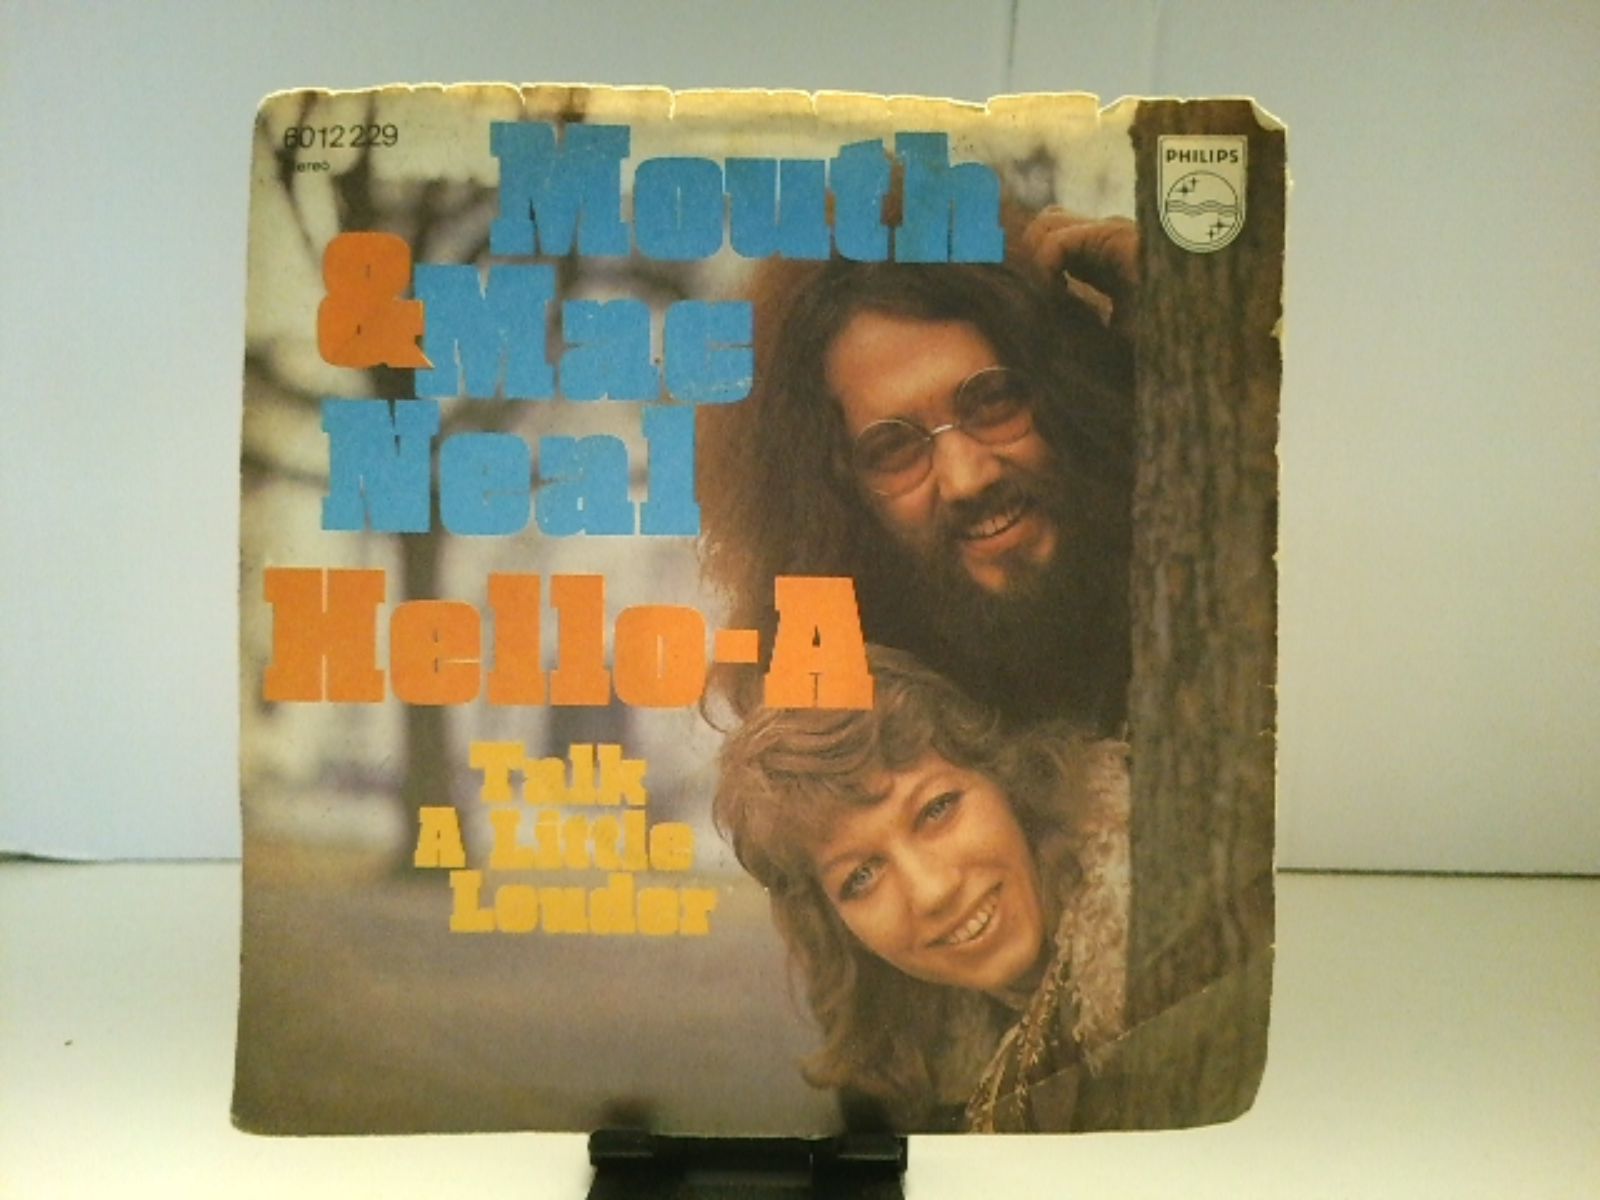 6012 229
Stereo
PHILIPS
Mouth
& Mac
Neal
Hello-A
Talk
A Little
Louder